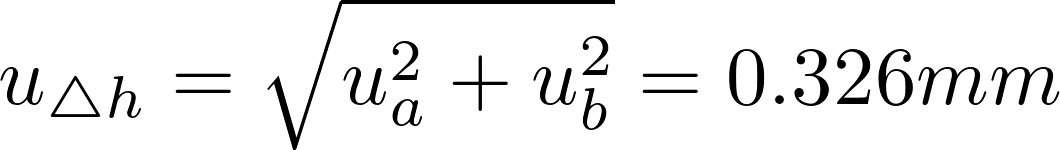 $u_{\triangle h} = \sqrt{u_a^2 + u_b^2} = 0.326mm$